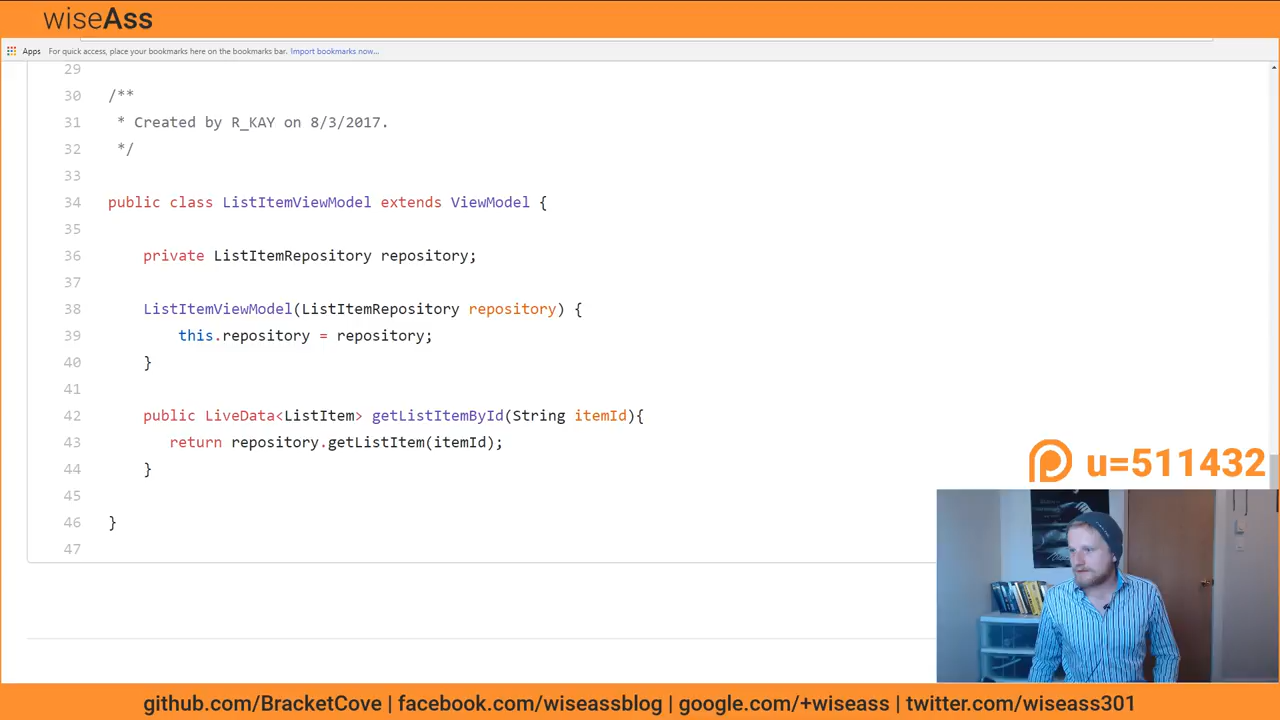 wiseAss
Apps For quick access, place your bookmarks here on the bookmarks bar. Import bookmarks now...
29
30 /**
31 * Created by R_KAY on 8/3/2017.
32 */
33
34 public class ListItemViewModel extends ViewModel {
35
36 private ListItemRepository repository;
37
38 ListItemViewModel(ListItemRepository repository) {
39 this.repository = repository;
40 }
41
42 public LiveData<ListItem> getListItemById(String itemId){
43 return repository.getListItem(itemId);
44 }
45
46 }
47
u=511432
github.com/BracketCove | facebook.com/wiseassblog | google.com/+wiseass | twitter.com/wiseass301